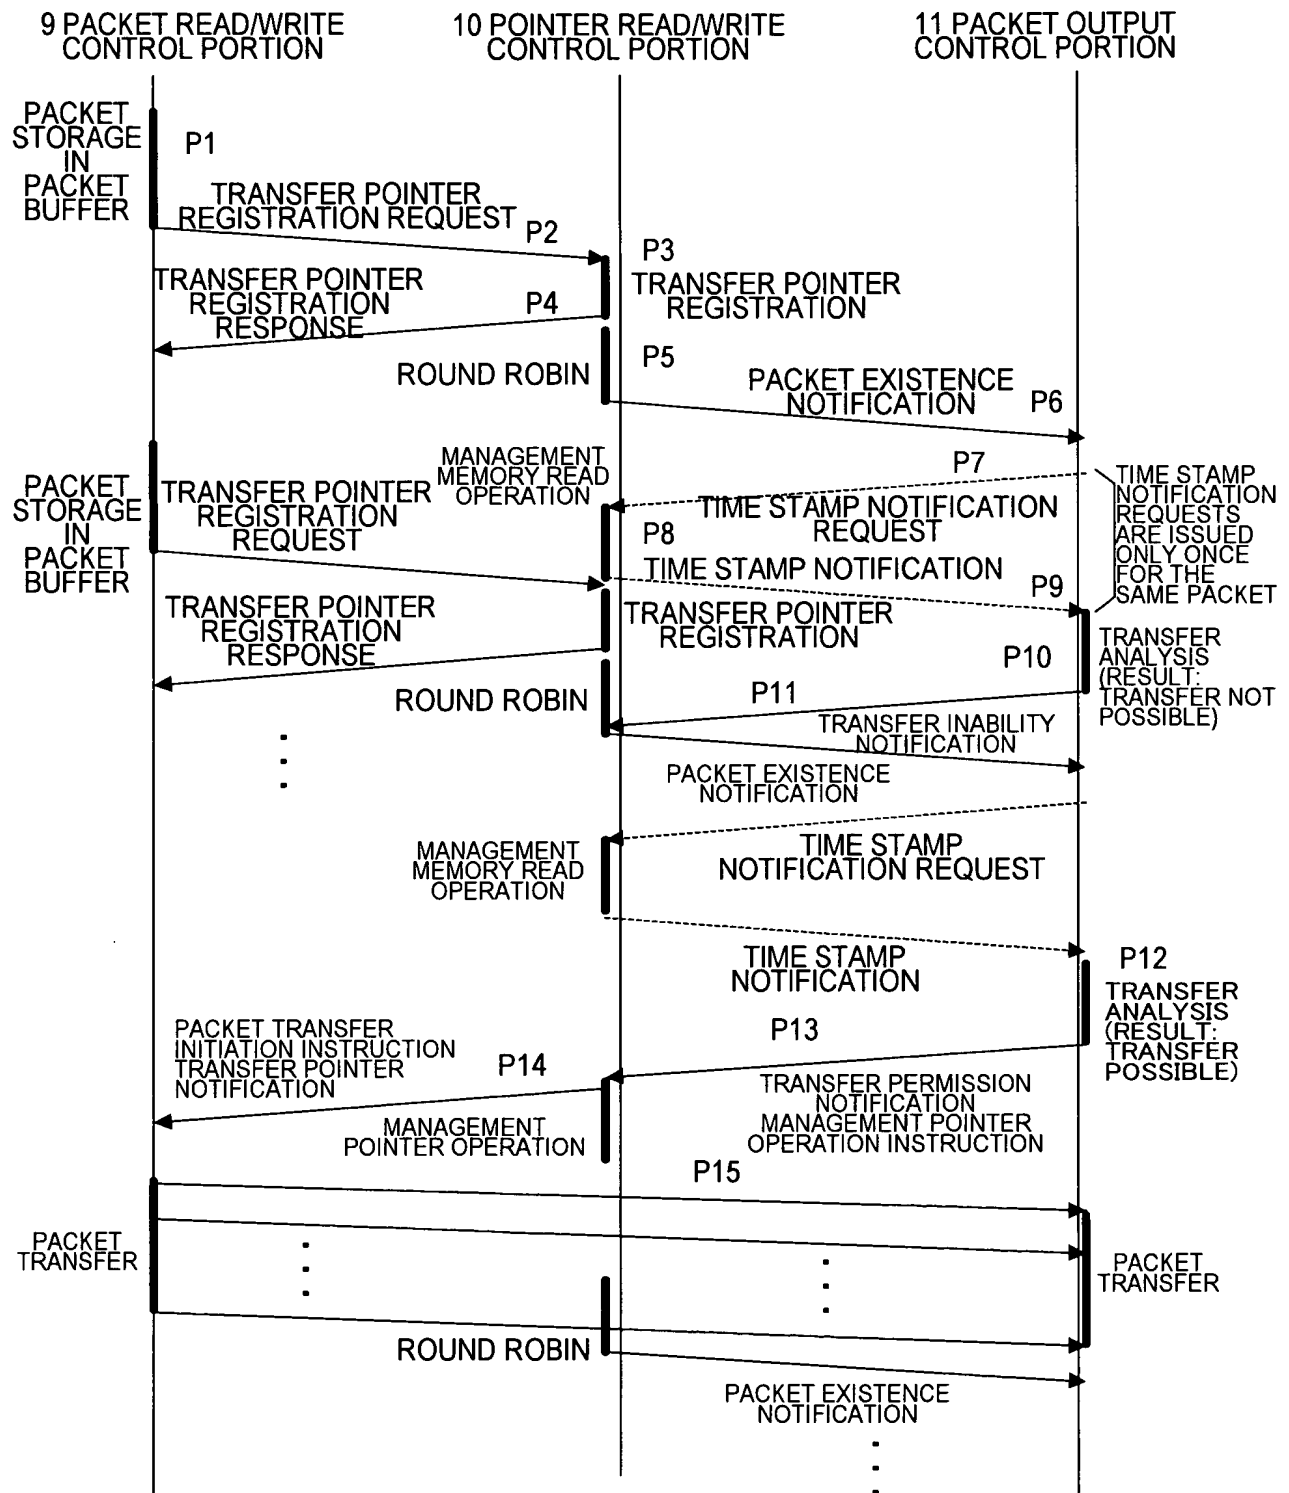 9 PACKET READ/WRITE
CONTROL PORTION
10 POINTER READ/WRITE
CONTROL PORTION
11 PACKET OUTPUT
CONTROL PORTION
PACKET
STORAGE
IN
PACKET
BUFFER
P1
TRANSFER POINTER
REGISTRATION REQUEST
P2
P3
TRANSFER POINTER
REGISTRATION
TRANSFER POINTER
REGISTRATION
RESPONSE
P4
ROUND ROBIN
P5
PACKET EXISTENCE
NOTIFICATION
P6
MANAGEMENT
MEMORY READ
OPERATION
P7
TIME STAMP NOTIFICATION
REQUEST
TIME STAMP
NOTIFICATION
REQUESTS
ARE ISSUED
ONLY ONCE
FOR THE
SAME PACKET
PACKET
STORAGE
IN
PACKET
BUFFER
TRANSFER POINTER
REGISTRATION
REQUEST
P8
TIME STAMP NOTIFICATION
P9
TRANSFER POINTER
REGISTRATION
RESPONSE
TRANSFER POINTER
REGISTRATION
P10
TRANSFER
ANALYSIS
(RESULT:
TRANSFER NOT
POSSIBLE)
ROUND ROBIN
P11
TRANSFER INABILITY
NOTIFICATION
PACKET EXISTENCE
NOTIFICATION
MANAGEMENT
MEMORY READ
OPERATION
TIME STAMP
NOTIFICATION REQUEST
TIME STAMP
NOTIFICATION
P12
TRANSFER
ANALYSIS
(RESULT:
TRANSFER
POSSIBLE)
PACKET TRANSFER
INITIATION INSTRUCTION
TRANSFER POINTER
NOTIFICATION
P13
P14
TRANSFER PERMISSION
NOTIFICATION
MANAGEMENT POINTER
OPERATION INSTRUCTION
MANAGEMENT
POINTER OPERATION
P15
PACKET
TRANSFER
PACKET
TRANSFER
ROUND ROBIN
PACKET EXISTENCE
NOTIFICATION